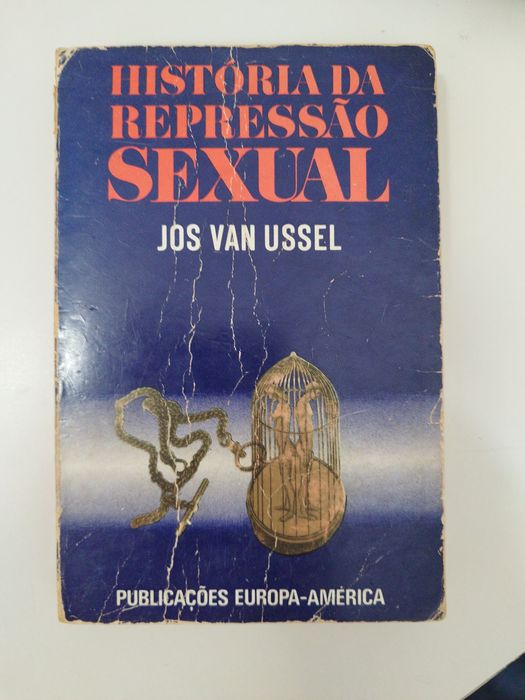 HISTÓRIA DA
REPRESSÃO
SEXUAL
JOS VAN USSEL
PUBLICAÇÕES EUROPA-AMÉRICA